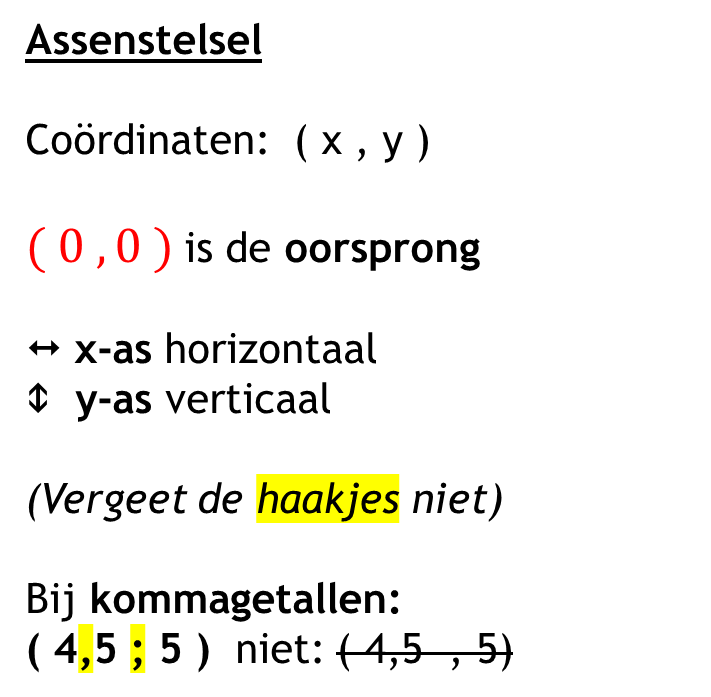 Assenstelsel
Coördinaten: ( x , y )
( 0 , 0 ) is de oorsprong
↔ x-as horizontaal
↕ y-as verticaal
(Vergeet de haakjes niet)
Bij kommagetallen:
( 4,5 ; 5 ) niet: ( 4,5 , 5)